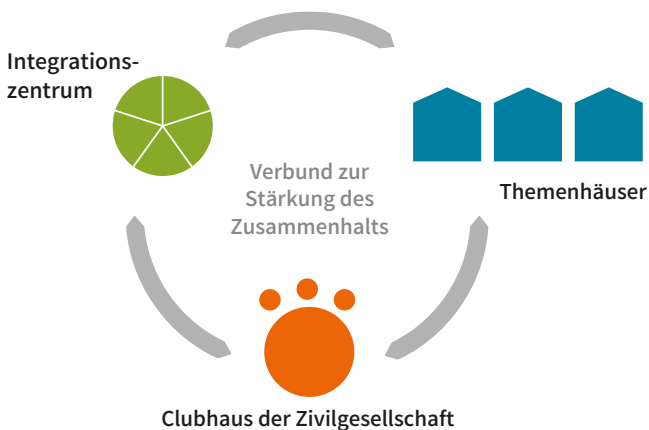 Integrations-
zentrum
Verbund zur
Stärkung des
Zusammenhalts
Themenhäuser
Clubhaus der Zivilgesellschaft